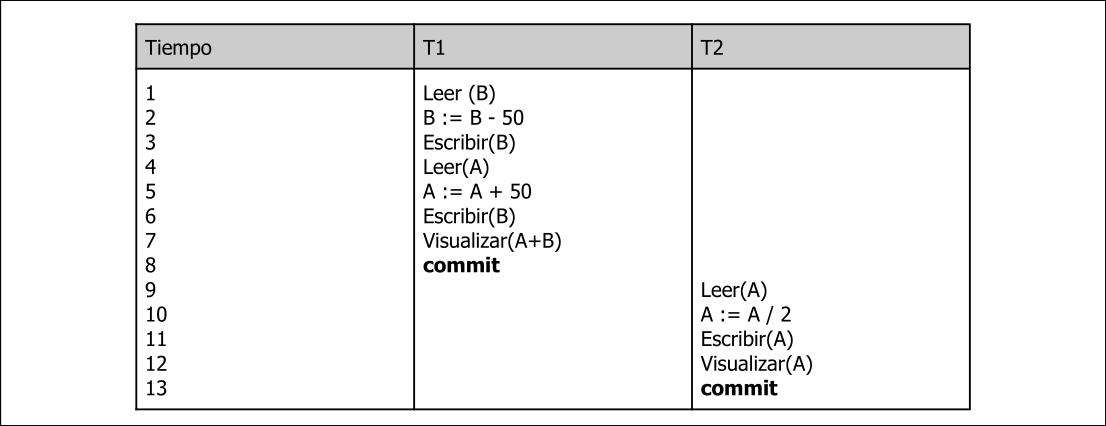 Tiempo T1 T2
1 Leer (B)
2 B := B - 50
3 Escribir(B)
4 Leer(A)
5 A := A + 50
6 Escribir(B)
7 Visualizar(A+B)
8 commit
9 Leer(A)
10 A := A / 2
11 Escribir(A)
12 Visualizar(A)
13 commit